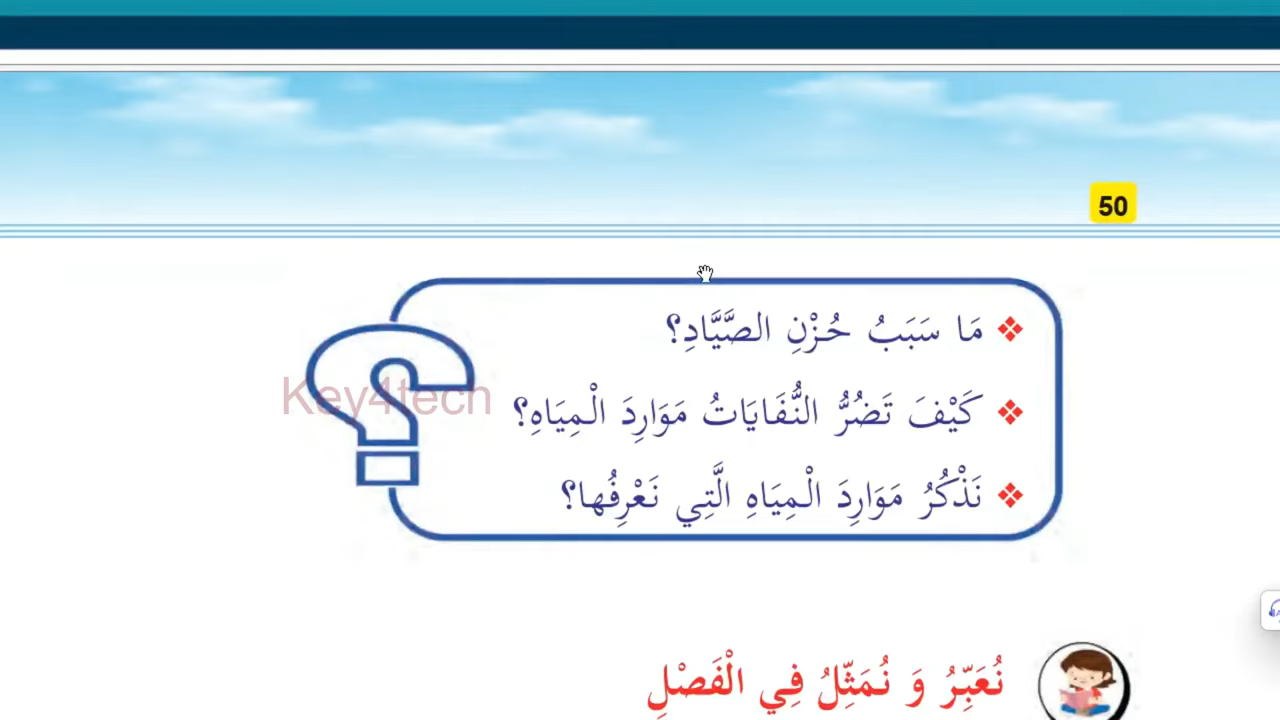 50
مَا سَبَبُ حُزْنِ الصَّيَّادِ؟
كَيْفَ تَضُرُّ النُّفَايَاتُ مَوَارِدَ الْمِيَاهِ؟
نَذْكُرُ مَوَارِدَ الْمِيَاهِ الَّتِي نَعْرِفُها؟
Key4tech
نُعَبِّرُ وَ نُمَثِّلُ فِي الْفَصْلِ